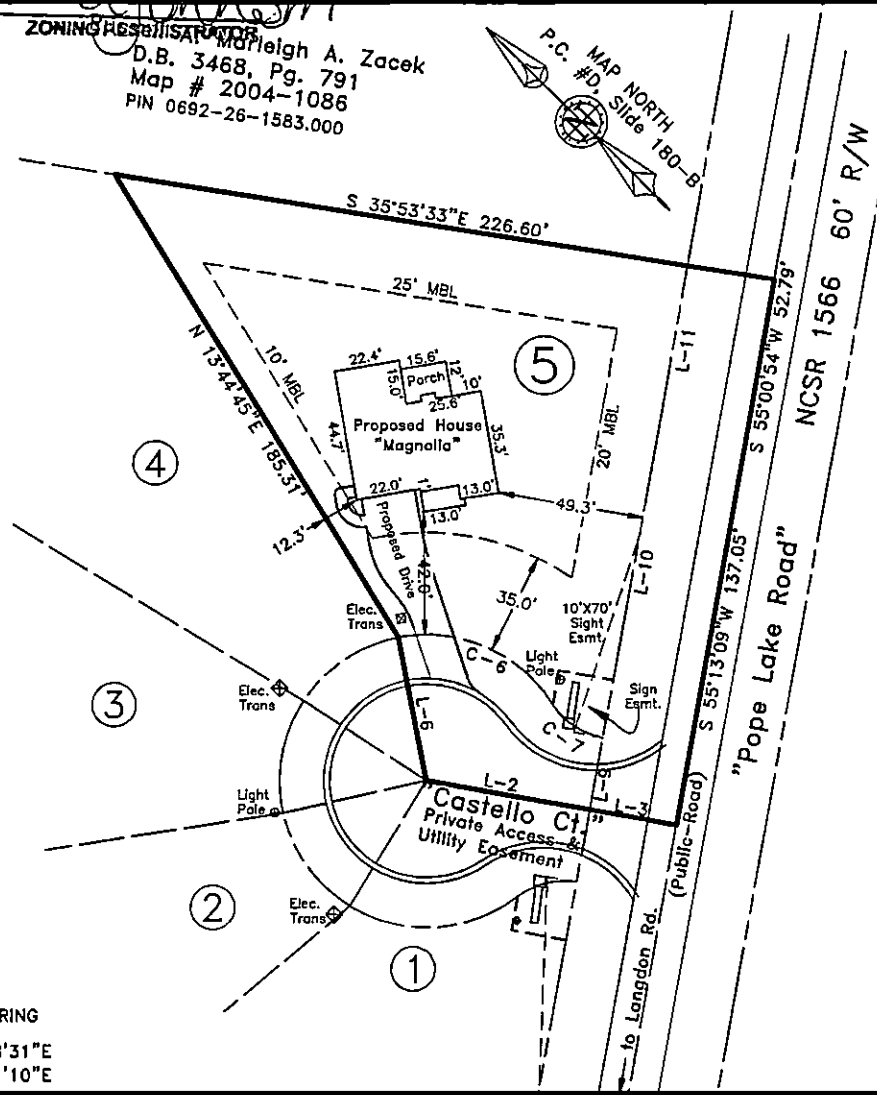 ZONING
Marleigh A. Zacek
D.B. 3468, Pg. 791
Map # 2004-1086
PIN 0692-26-1583.000
MAP NORTH
P.C. #D, Slide 180-B
N
S 35°53'33"E 226.60'
25' MBL
10' MBL
N 13°44'45"E 185.31'
5
22.4'
15.6'
15.0'
Porch
12'
10'
25.6'
44.7'
Proposed House
"Magnolia"
35.3'
20' MBL
L-11
S 55°00'54"W 52.79'
NCSR 1566 60' R/W
4
22.0'
1'
13.0'
13.0'
49.3'
12.3'
Proposed Drive
42.0'
35.0'
L-10
10'X70'
Sight
Esmt.
S 55°13'09"W 137.05'
"Pope Lake Road"
Elec.
Trans
C-6
Light
Pole
Sign
Esmt.
C-7
3
Elec.
Trans
L-6
L-2
L-9
L-3
Light
Pole
Castello Ct."
Private Access &
Utility Easement
(Public-Road)
2
Elec.
Trans
1
to Langdon Rd.
RING
'31"E
'10"E